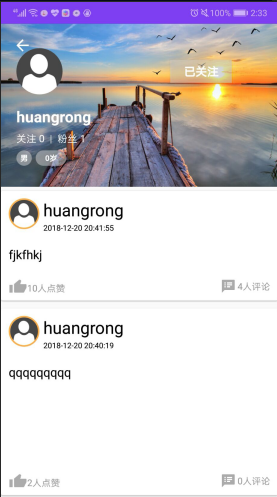 100% 2:33
已关注
huangrong
关注 0 | 粉丝 1
男 0岁
huangrong
2018-12-20 20:41:55
fjkfhkj
10人点赞 4人评论
huangrong
2018-12-20 20:40:19
qqqqqqqqq
2人点赞 0人评论